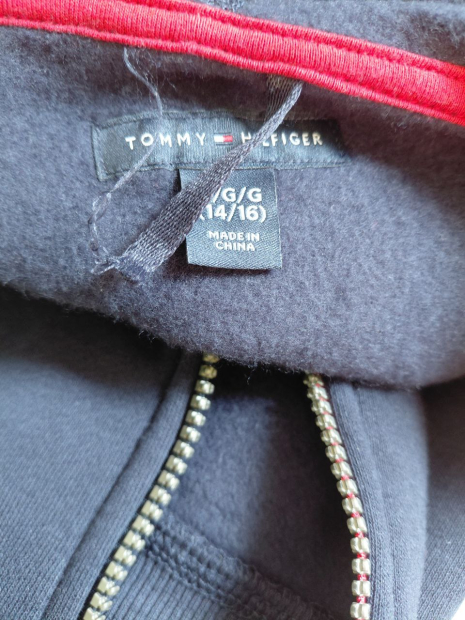 TOMMY HILFIGER
/G/G
(14/16)
MADE IN
CHINA